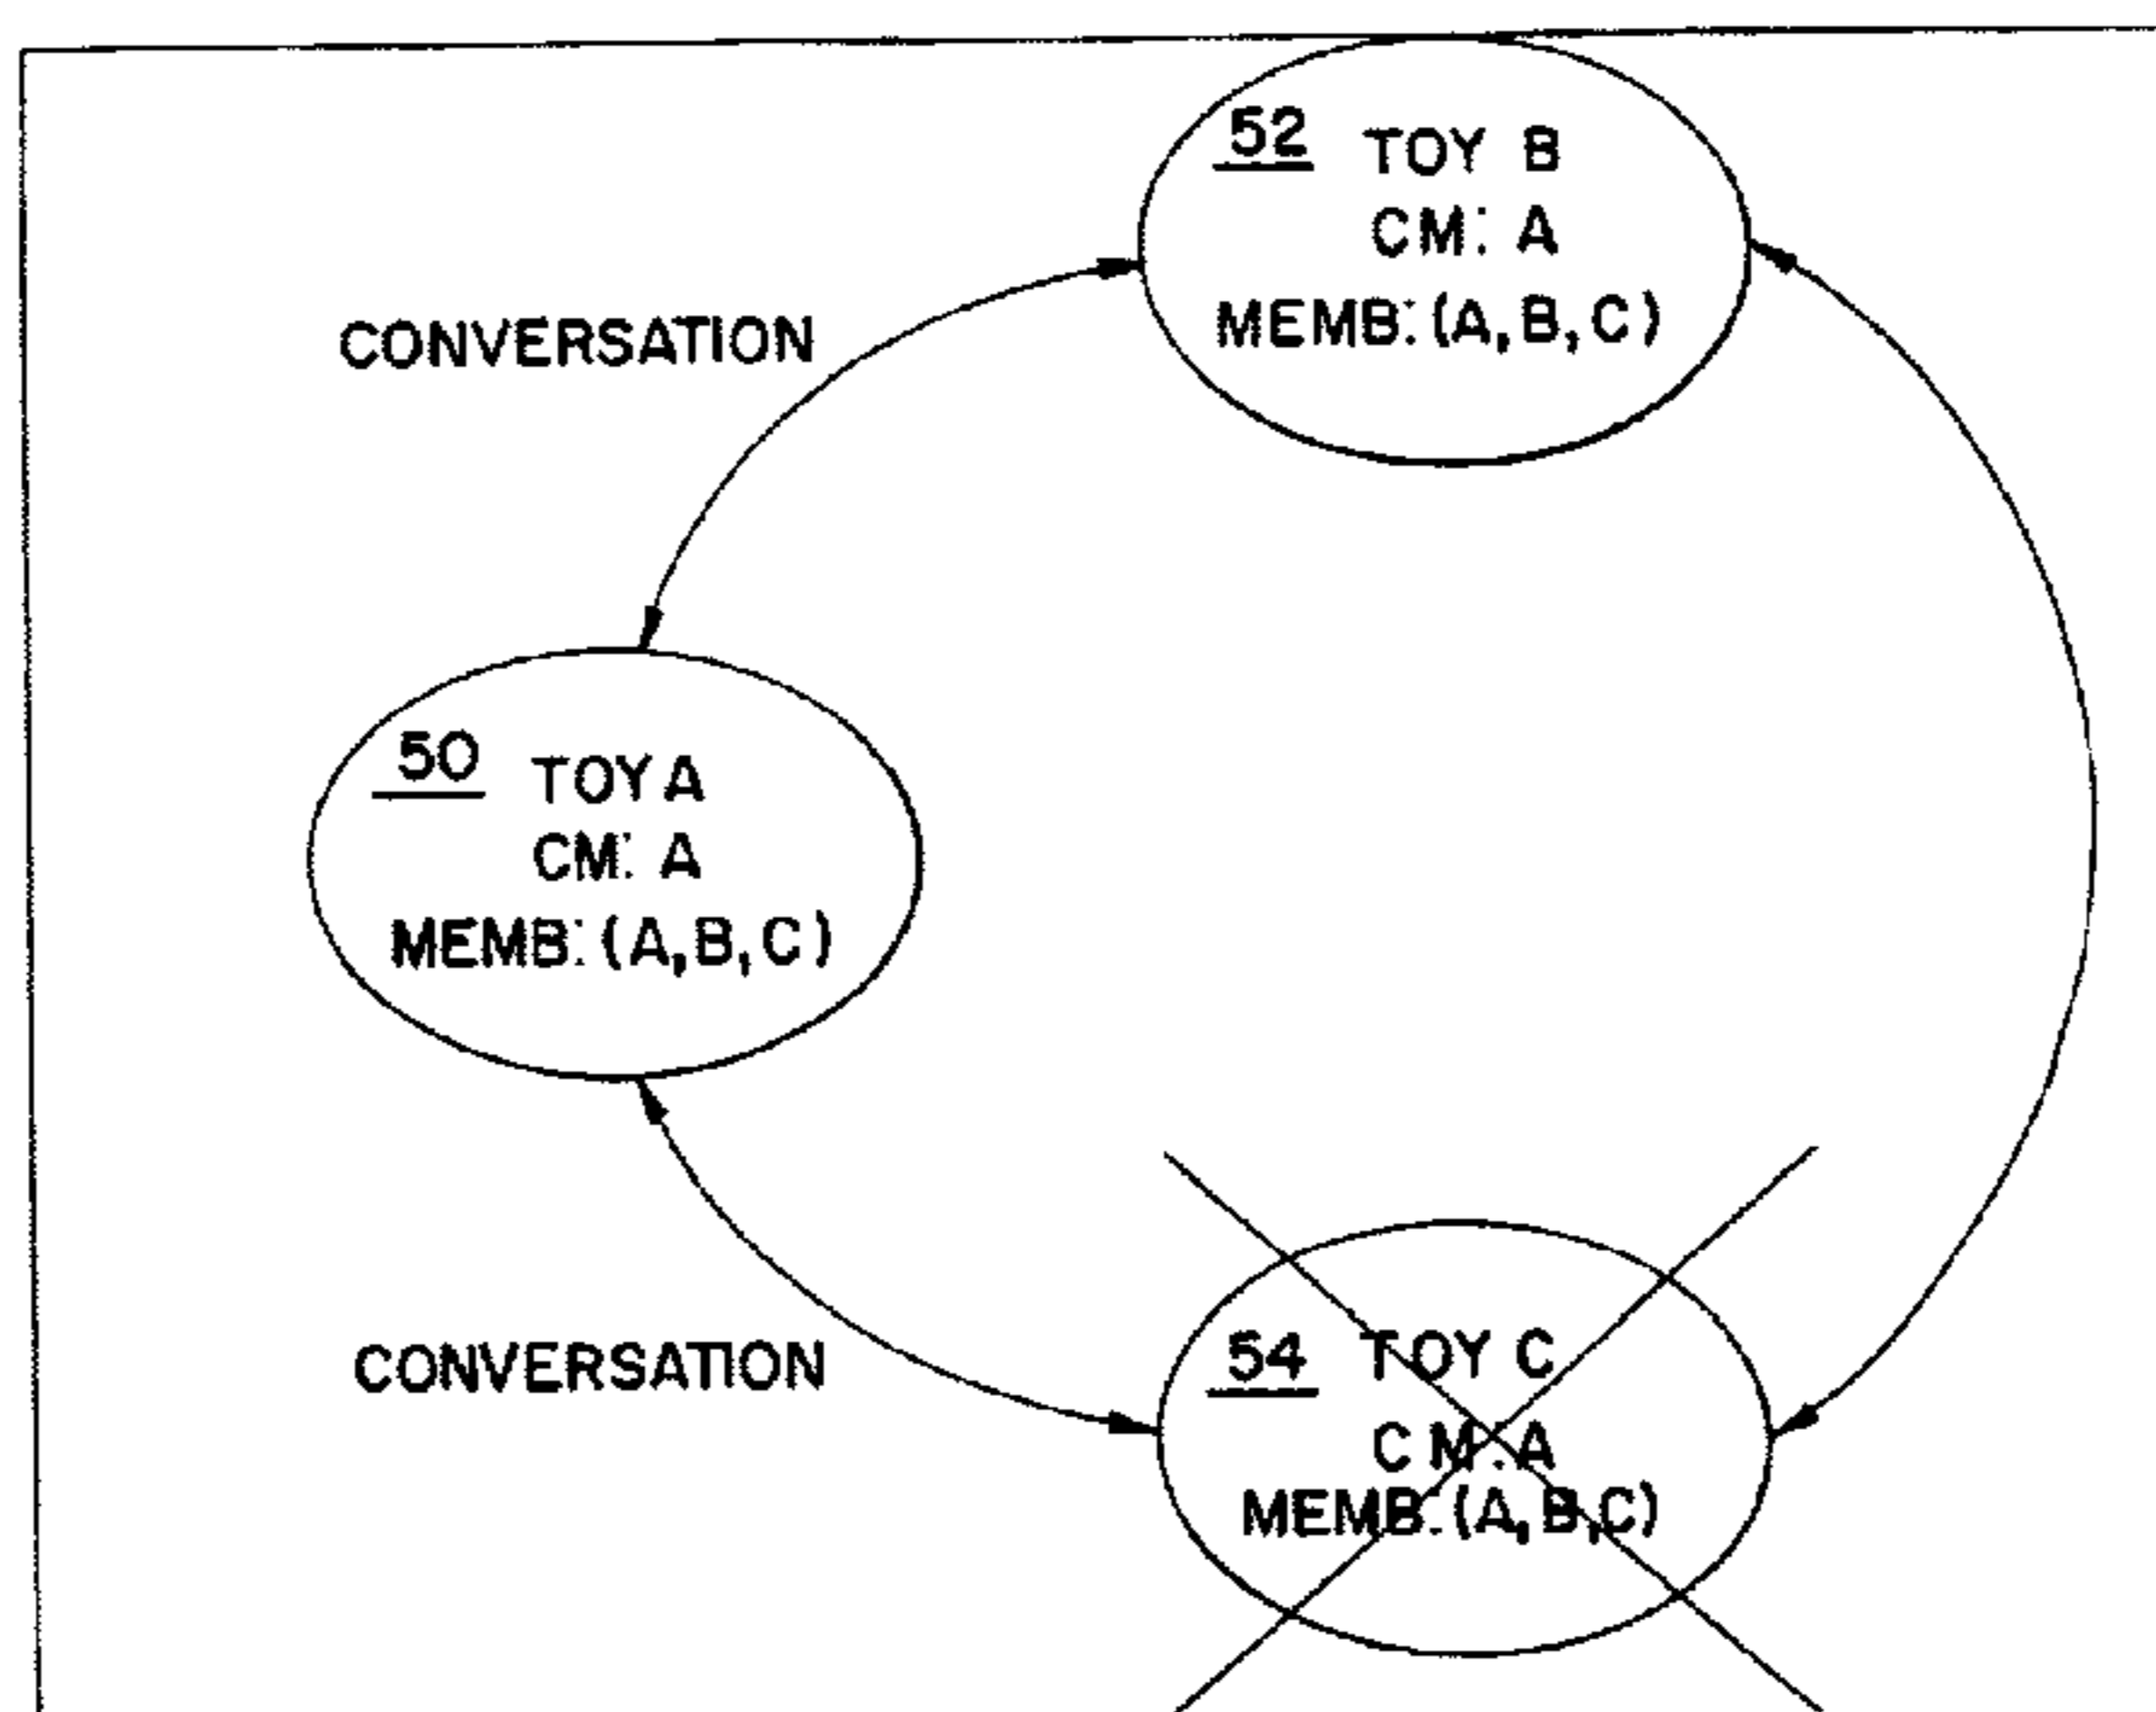 52 TOY B
CM: A
MEMB: (A, B, C)
CONVERSATION
50 TOY A
CM: A
MEMB: (A, B, C)
CONVERSATION
54 TOY C
CM: A
MEMB: (A, B, C)